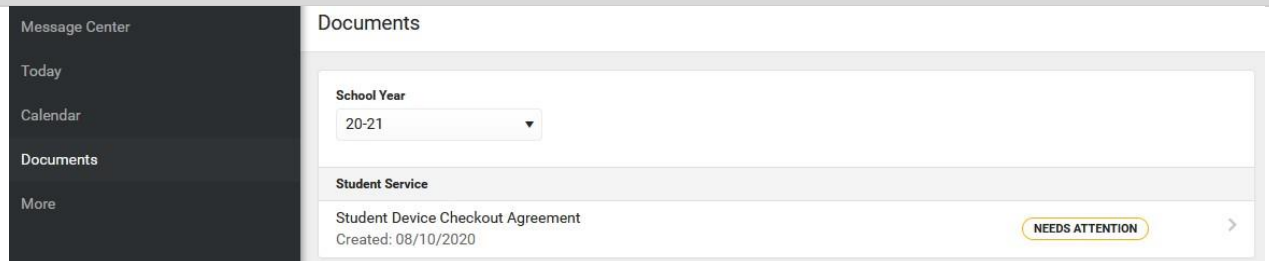 Message Center
Today
Calendar
Documents
More
Documents
School Year
20-21
Student Service
Student Device Checkout Agreement
Created: 08/10/2020
NEEDS ATTENTION